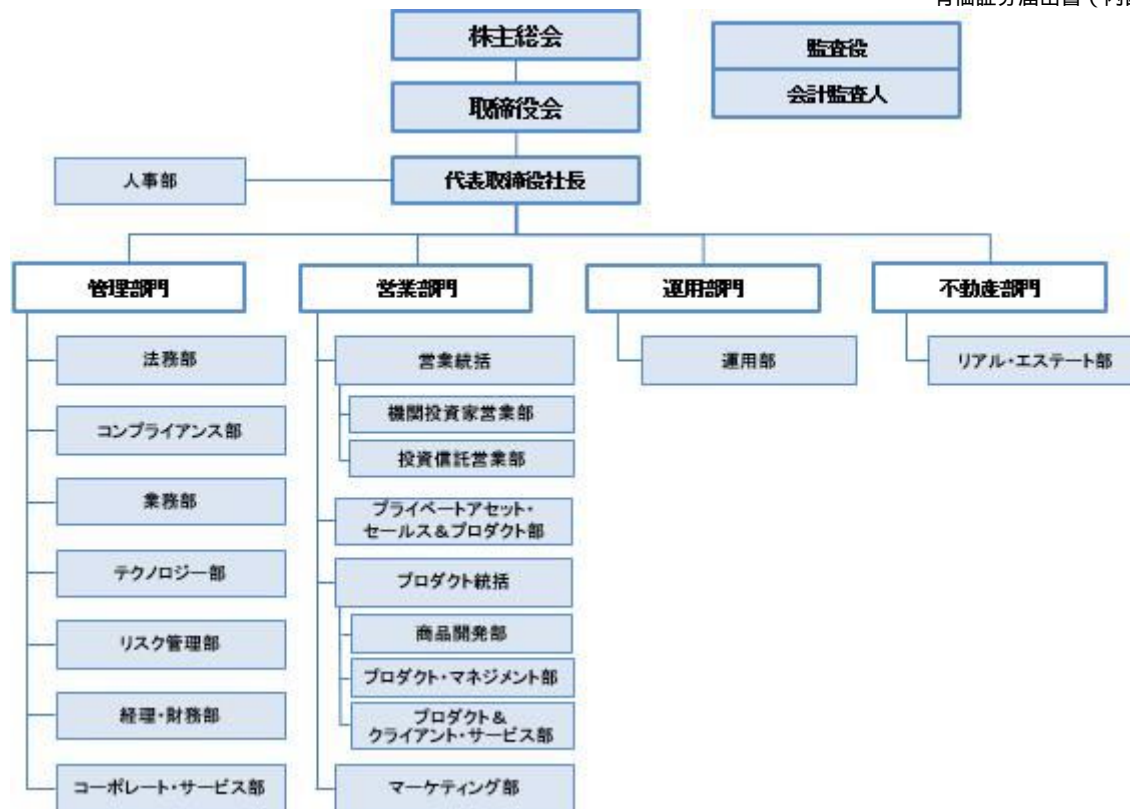 有価証券届出書（内国
株主総会
監査役
会計監査人
取締役会
人事部
代表取締役社長
管理部門
営業部門
運用部門
不動産部門
法務部
コンプライアンス部
業務部
テクノロジー部
リスク管理部
経理・財務部
コーポレート・サービス部
営業統括
機関投資家営業部
投資信託営業部
プライベートアセット・
セールス＆プロダクト部
プロダクト統括
商品開発部
プロダクト・マネジメント部
プロダクト＆
クライアント・サービス部
マーケティング部
運用部
リアル・エステート部